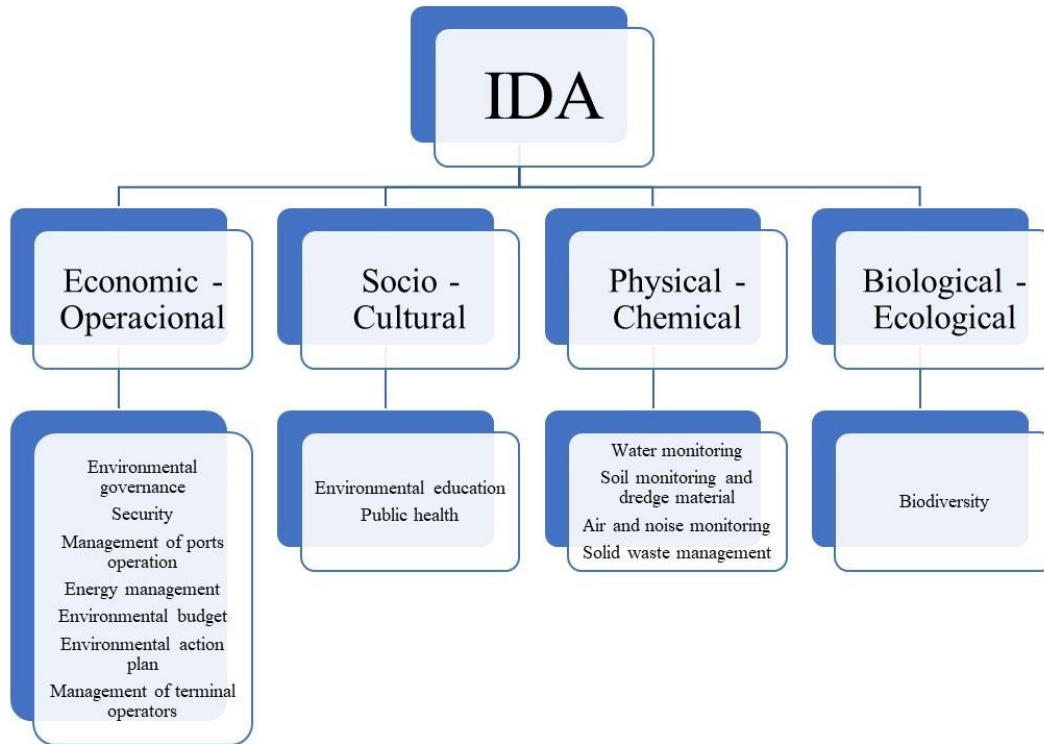 IDA
Economic -
Operacional
Socio -
Cultural
Physical -
Chemical
Biological -
Ecological
Environmental
governance
Security
Management of ports
operation
Energy management
Environmental budget
Environmental action
plan
Management of terminal
operators
Environmental education
Public health
Water monitoring
Soil monitoring and
dredge material
Air and noise monitoring
Solid waste management
Biodiversity